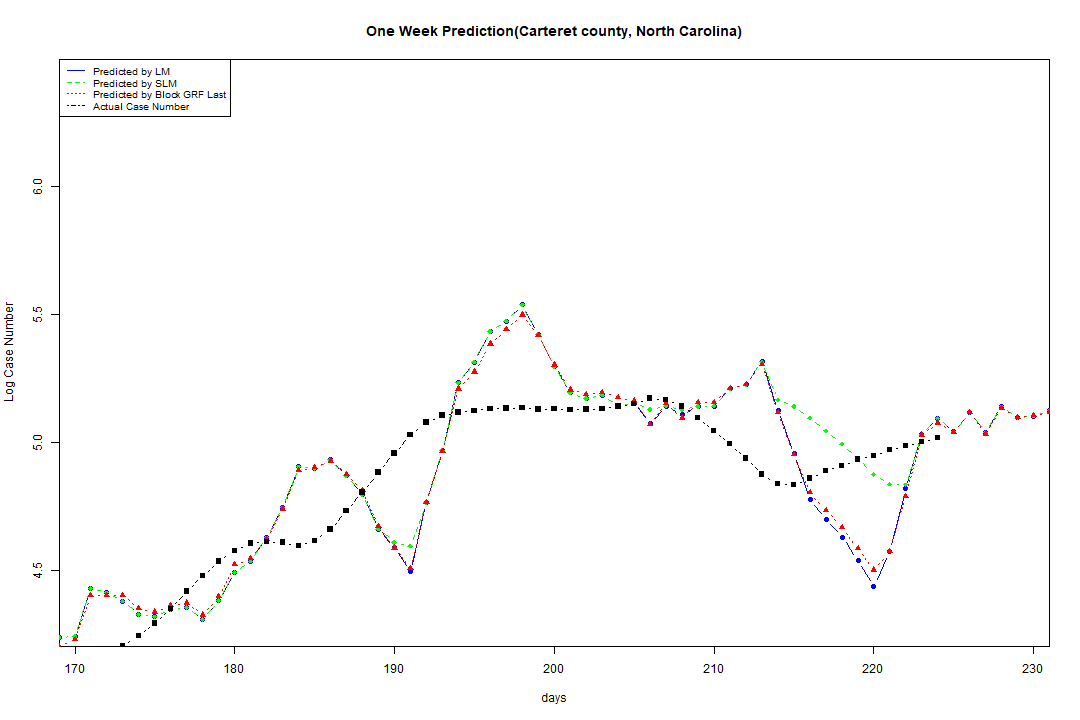 One Week Prediction(Carteret county, North Carolina)
Predicted by LM
Predicted by SLM
Predicted by Block GRF Last
Actual Case Number
Log Case Number
6.0
5.5
5.0
4.5
170 180 190 200 210 220 230
days